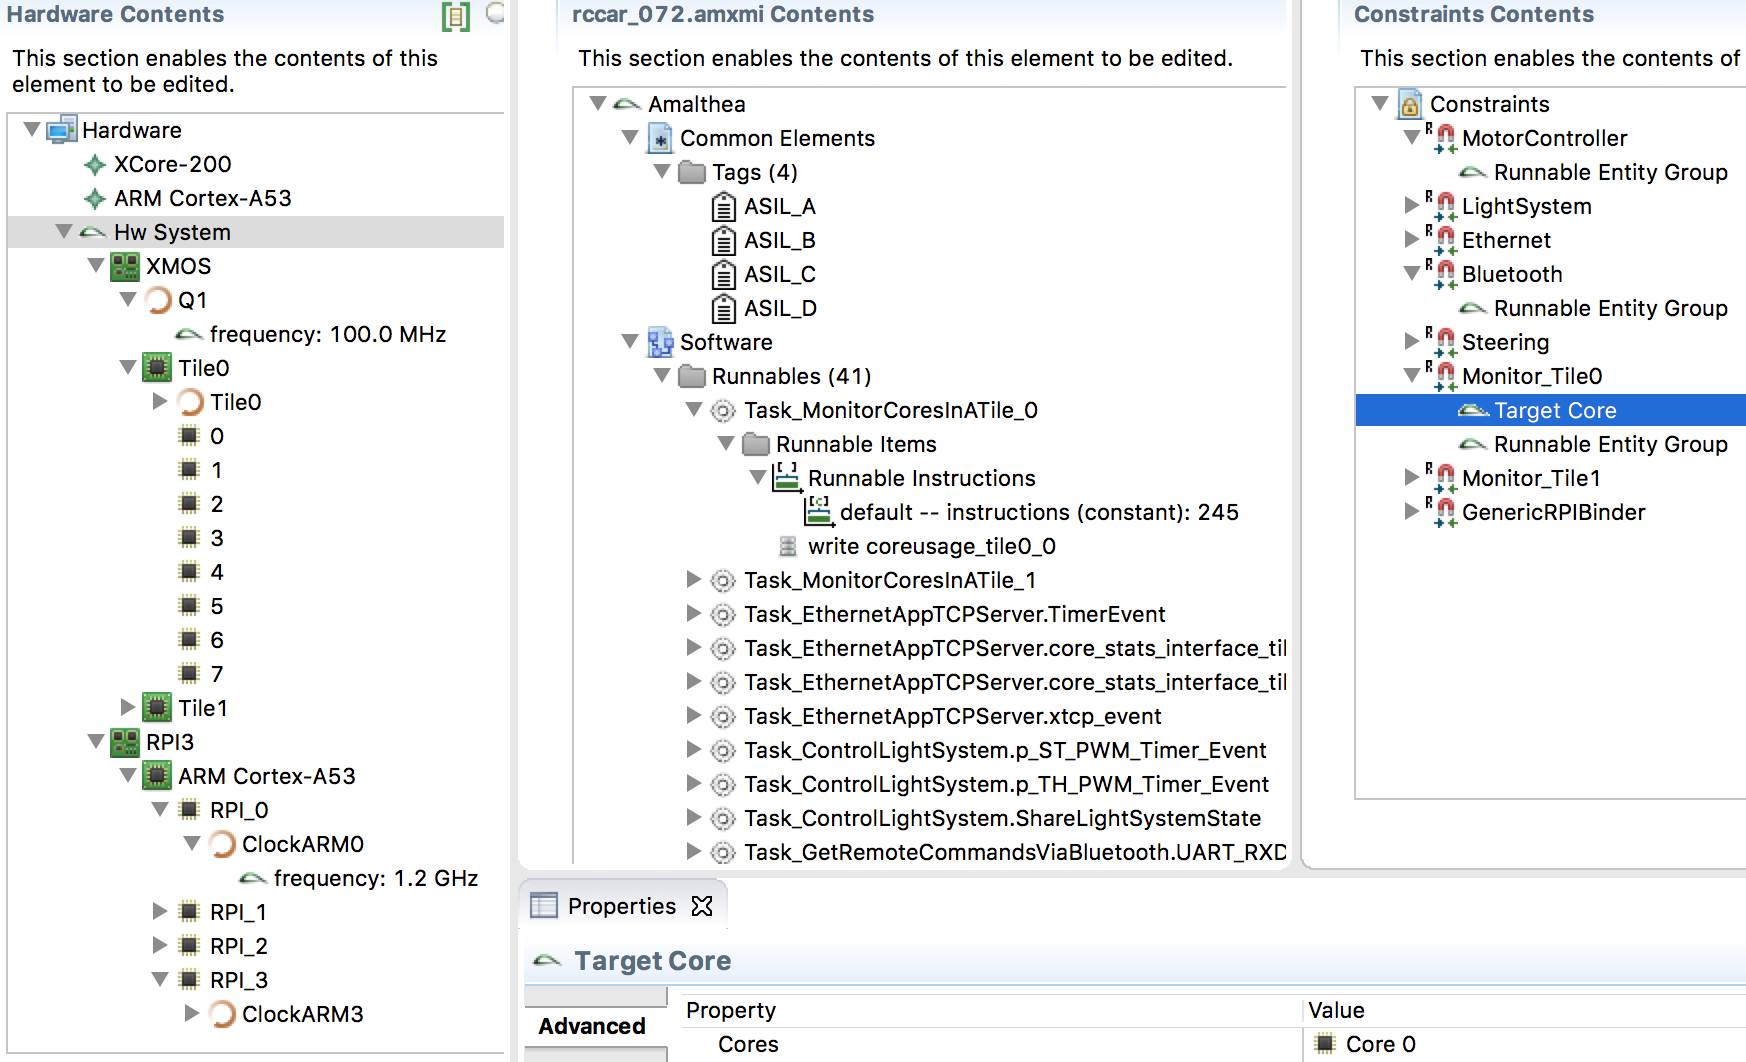 Hardware Contents
This section enables the contents of this
element to be edited.
Hardware
XCore-200
ARM Cortex-A53
Hw System
XMOS
Q1
frequency: 100.0 MHz
Tile0
Tile0
0
1
2
3
4
5
6
7
Tile1
RPI3
ARM Cortex-A53
RPI_0
ClockARM0
frequency: 1.2 GHz
RPI_1
RPI_2
RPI_3
ClockARM3
rccar_072.amxmi Contents
This section enables the contents of this element to be edited.
Amalthea
Common Elements
Tags (4)
ASIL_A
ASIL_B
ASIL_C
ASIL_D
Software
Runnables (41)
Task_MonitorCoresInATile_0
Runnable Items
Runnable Instructions
default -- instructions (constant): 245
write coreusage_tile0_0
Task_MonitorCoresInATile_1
Task_EthernetAppTCPServer.TimerEvent
Task_EthernetAppTCPServer.core_stats_interface_til
Task_EthernetAppTCPServer.core_stats_interface_til
Task_EthernetAppTCPServer.xtcp_event
Task_ControlLightSystem.p_ST_PWM_Timer_Event
Task_ControlLightSystem.p_TH_PWM_Timer_Event
Task_ControlLightSystem.ShareLightSystemState
Task_GetRemoteCommandsViaBluetooth.UART_RXD
Constraints Contents
This section enables the contents of
Constraints
R MotorController
Runnable Entity Group
R LightSystem
R Ethernet
R Bluetooth
Runnable Entity Group
R Steering
R Monitor_Tile0
Target Core
Runnable Entity Group
R Monitor_Tile1
R GenericRPIBinder
Properties
Target Core
Advanced
Property Value
Cores Core 0